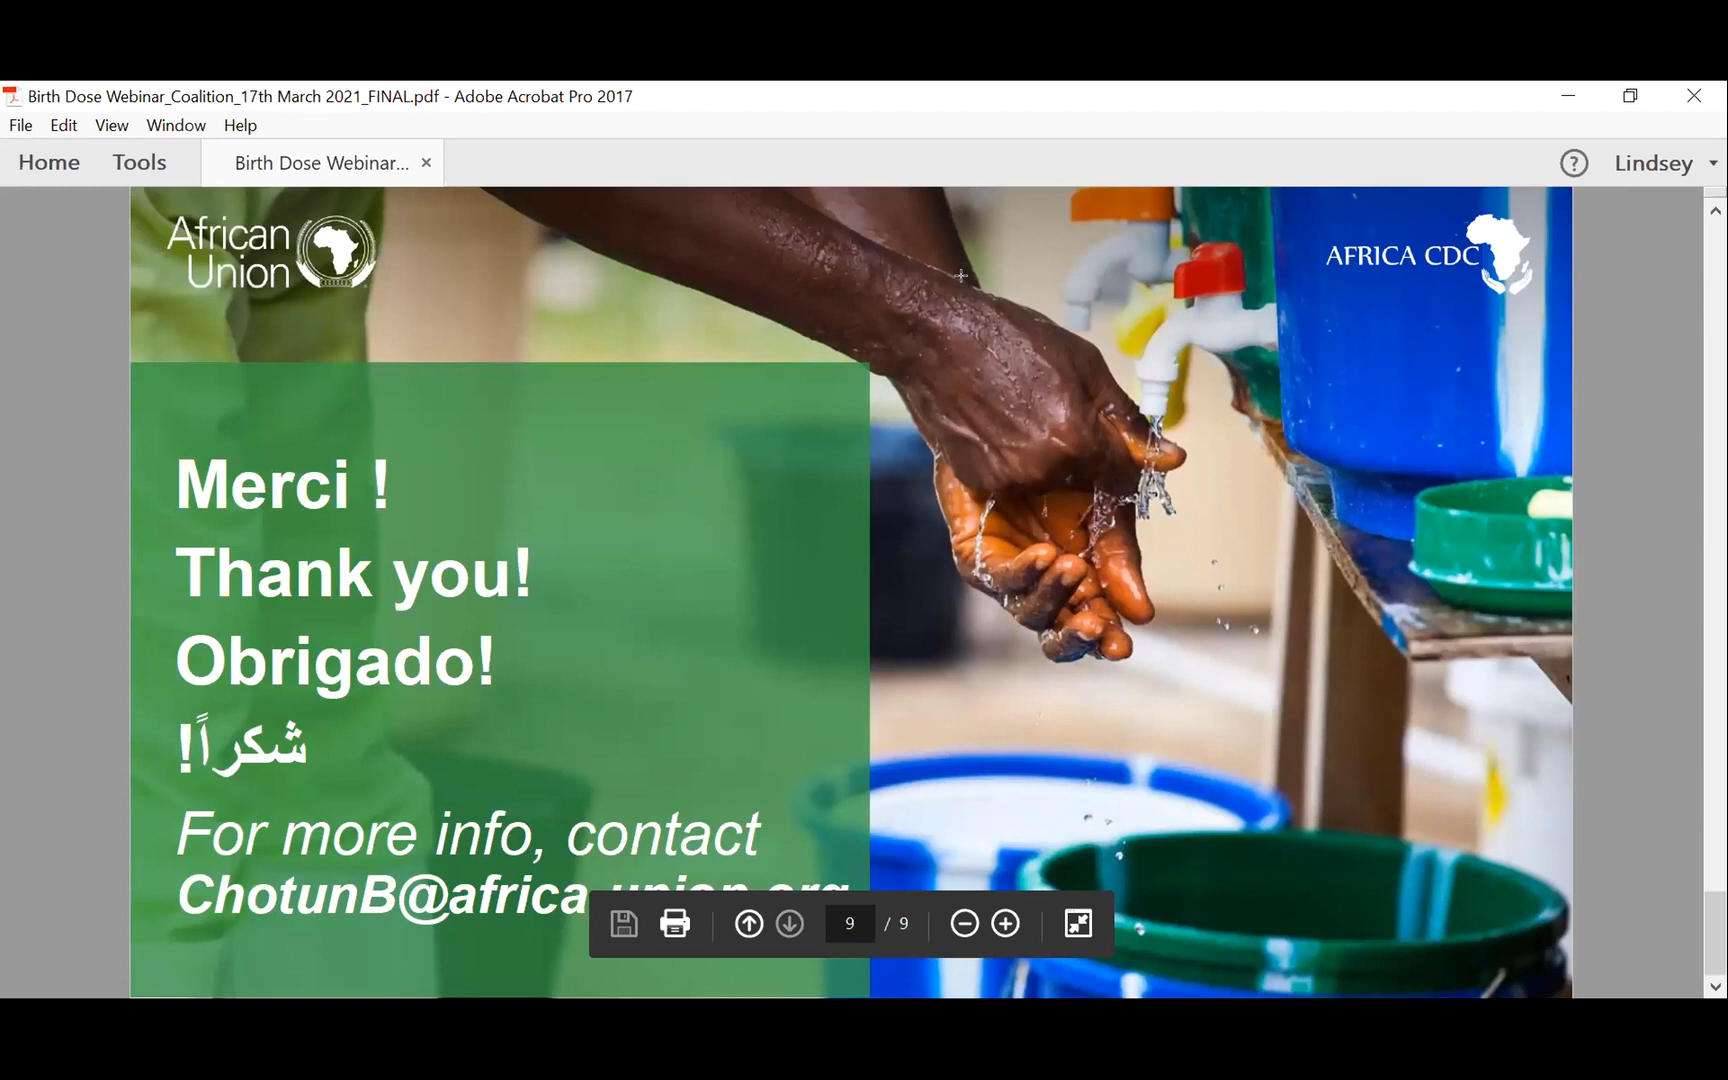 Birth Dose Webinar_Coalition_17th March 2021_FINAL.pdf - Adobe Acrobat Pro 2017
File Edit View Window Help
Home Tools Birth Dose Webinar... × ? Lindsey
African
Union
AFRICA CDC
Merci !
Thank you!
Obrigado!
شكراً!
For more info, contact
ChotunB@africa-union.org
9 / 9